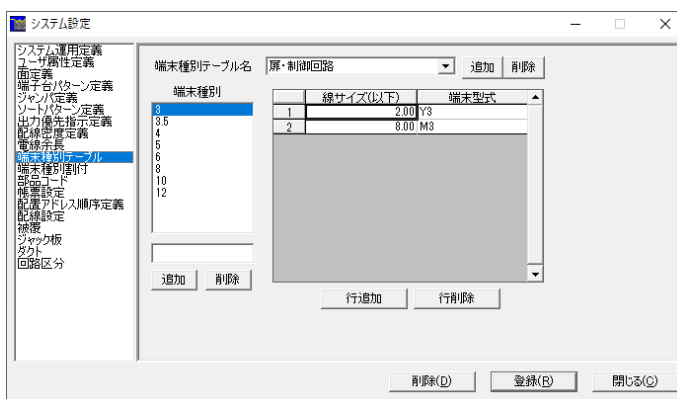 システム設定
システム運用定義
ユーザ属性定義
面定義
端子台パターン定義
ジャンパ定義
ソートパターン定義
出力優先指示定義
配線密度定義
電線余長
端末種別テーブル
端末種別割付
部品コード
帳票設定
配置アドレス順序定義
配線設定
被覆
ジャック板
ダクト
回路区分
端末種別テーブル名
扉・制御回路
追加
削除
端末種別
3
3.5
4
5
6
8
10
12
追加
削除
線サイズ(以下)
端末型式
1
2.00
Y3
2
8.00
M3
行追加
行削除
削除(D)
登録(R)
閉じる(C)